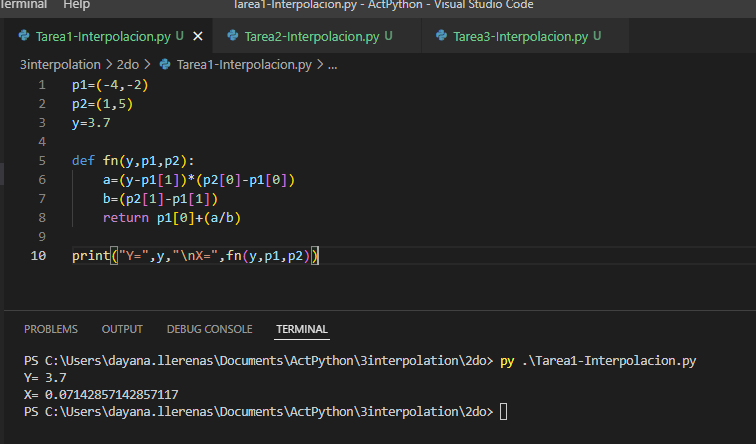 Terminal Help Tarea1-Interpolacion.py - ActPython - Visual Studio Code
Tarea1-Interpolacion.py U Tarea2-Interpolacion.py U Tarea3-Interpolacion.py U
3interpolation > 2do > Tarea1-Interpolacion.py > ...
1 p1=(-4,-2)
2 p2=(1,5)
3 y=3.7
4
5 def fn(y,p1,p2):
6 a=(y-p1[1])*(p2[0]-p1[0])
7 b=(p2[1]-p1[1])
8 return p1[0]+(a/b)
9
10 print("Y=",y,"\nX=",fn(y,p1,p2))
PROBLEMS OUTPUT DEBUG CONSOLE TERMINAL
PS C:\Users\dayana.llerenas\Documents\ActPython\3interpolation\2do> py .\Tarea1-Interpolacion.py
Y= 3.7
X= 0.07142857142857117
PS C:\Users\dayana.llerenas\Documents\ActPython\3interpolation\2do>